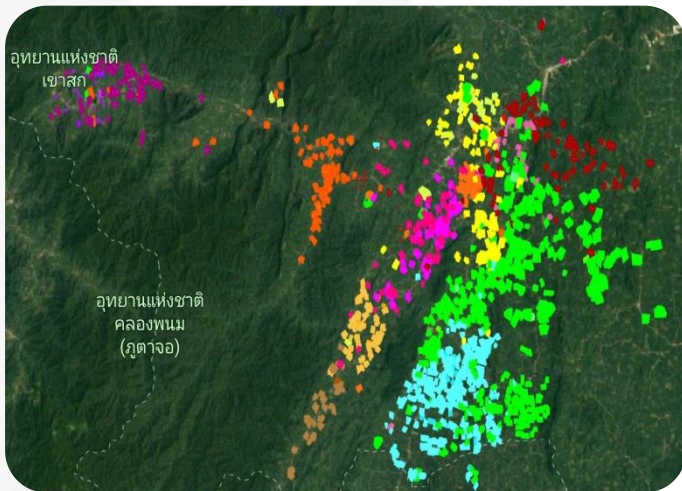 อุทยานแห่งชาติ
เขาสก
อุทยานแห่งชาติ
คลองพนม
(ภูตาจอ)